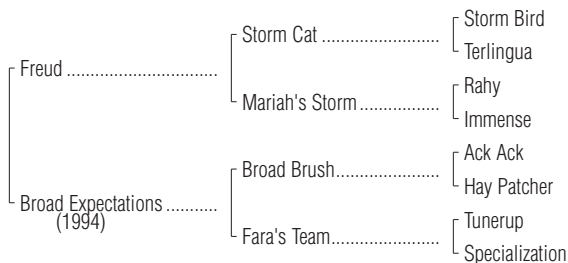 Storm Bird
Storm Cat ..........................
Terlingua
Freud .................................
Rahy
Mariah's Storm ..................
Immense
Ack Ack
Broad Brush.......................
Hay Patcher
Broad Expectations ...........
(1994)
Tunerup
Fara's Team........................
Specialization